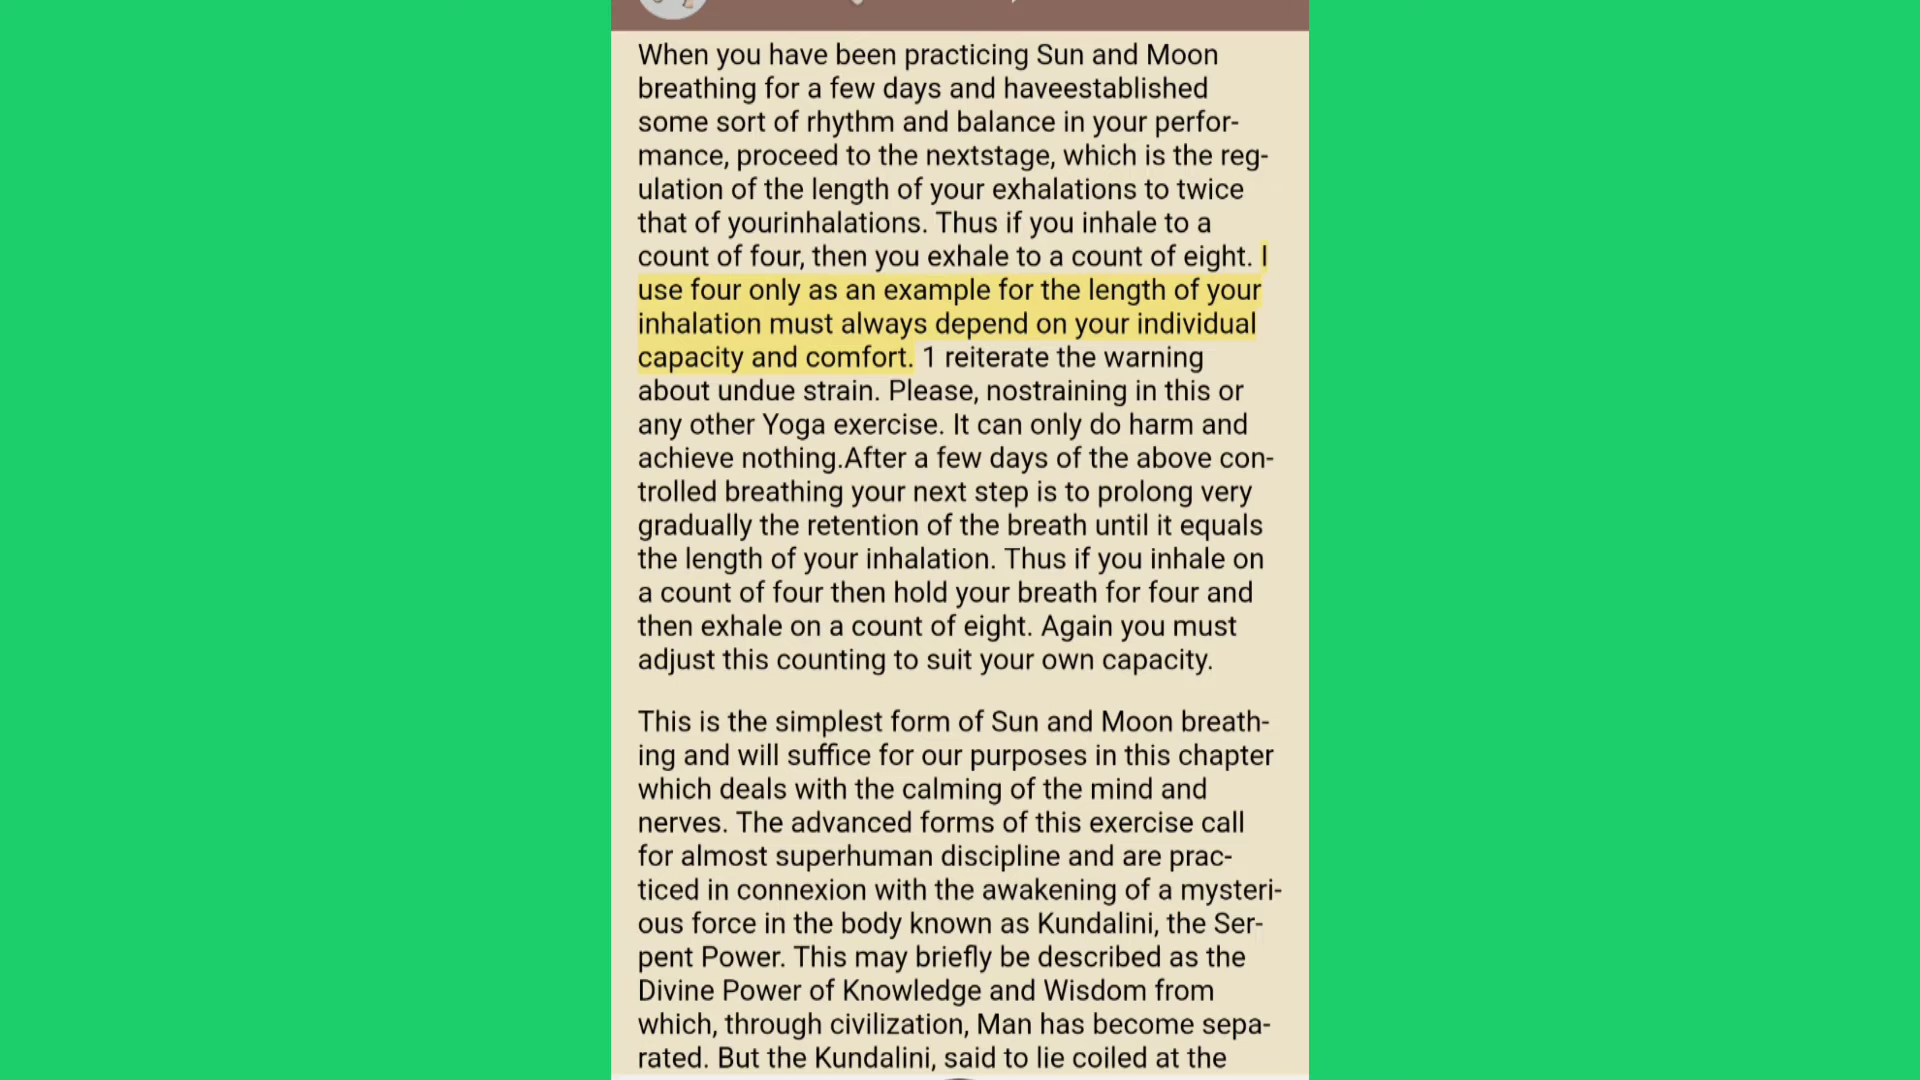 When you have been practicing Sun and Moon
breathing for a few days and haveestablished
some sort of rhythm and balance in your perfor-
mance, proceed to the nextstage, which is the reg-
ulation of the length of your exhalations to twice
that of yourinhalations. Thus if you inhale to a
count of four, then you exhale to a count of eight. I
use four only as an example for the length of your
inhalation must always depend on your individual
capacity and comfort. 1 reiterate the warning
about undue strain. Please, nostraining in this or
any other Yoga exercise. It can only do harm and
achieve nothing.After a few days of the above con-
trolled breathing your next step is to prolong very
gradually the retention of the breath until it equals
the length of your inhalation. Thus if you inhale on
a count of four then hold your breath for four and
then exhale on a count of eight. Again you must
adjust this counting to suit your own capacity.
This is the simplest form of Sun and Moon breath-
ing and will suffice for our purposes in this chapter
which deals with the calming of the mind and
nerves. The advanced forms of this exercise call
for almost superhuman discipline and are prac-
ticed in connexion with the awakening of a mysteri-
ous force in the body known as Kundalini, the Ser-
pent Power. This may briefly be described as the
Divine Power of Knowledge and Wisdom from
which, through civilization, Man has become sepa-
rated. But the Kundalini, said to lie coiled at the